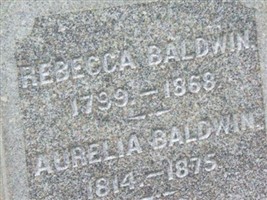 REBECCA BALDWIN.
1799.—1868
AURELIA BALDWIN.
1814.—1875.